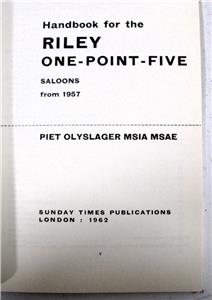 Handbook for the
RILEY
ONE-POINT-FIVE
SALOONS
from 1957
PIET OLYSLAGER MSIA MSAE
SUNDAY TIMES PUBLICATIONS
LONDON : 1962
v